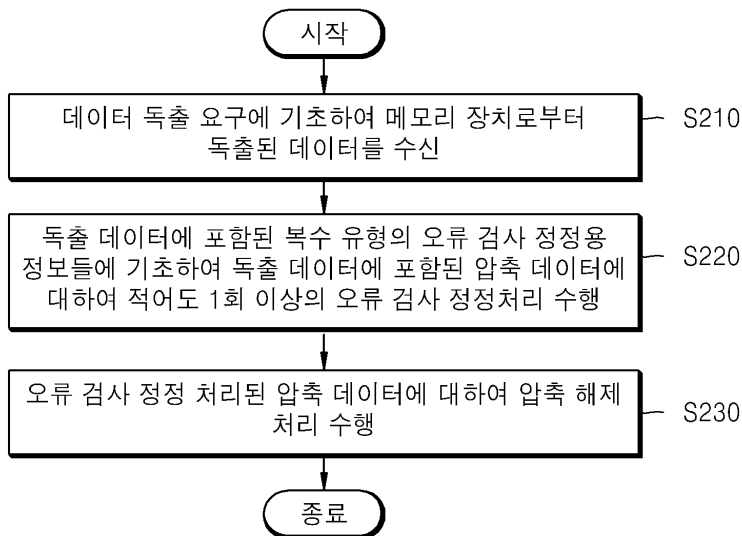 시작
데이터 독출 요구에 기초하여 메모리 장치로부터
독출된 데이터를 수신
S210
독출 데이터에 포함된 복수 유형의 오류 검사 정정용
정보들에 기초하여 독출 데이터에 포함된 압축 데이터에
대하여 적어도 1회 이상의 오류 검사 정정처리 수행
S220
오류 검사 정정 처리된 압축 데이터에 대하여 압축 해제
처리 수행
S230
종료